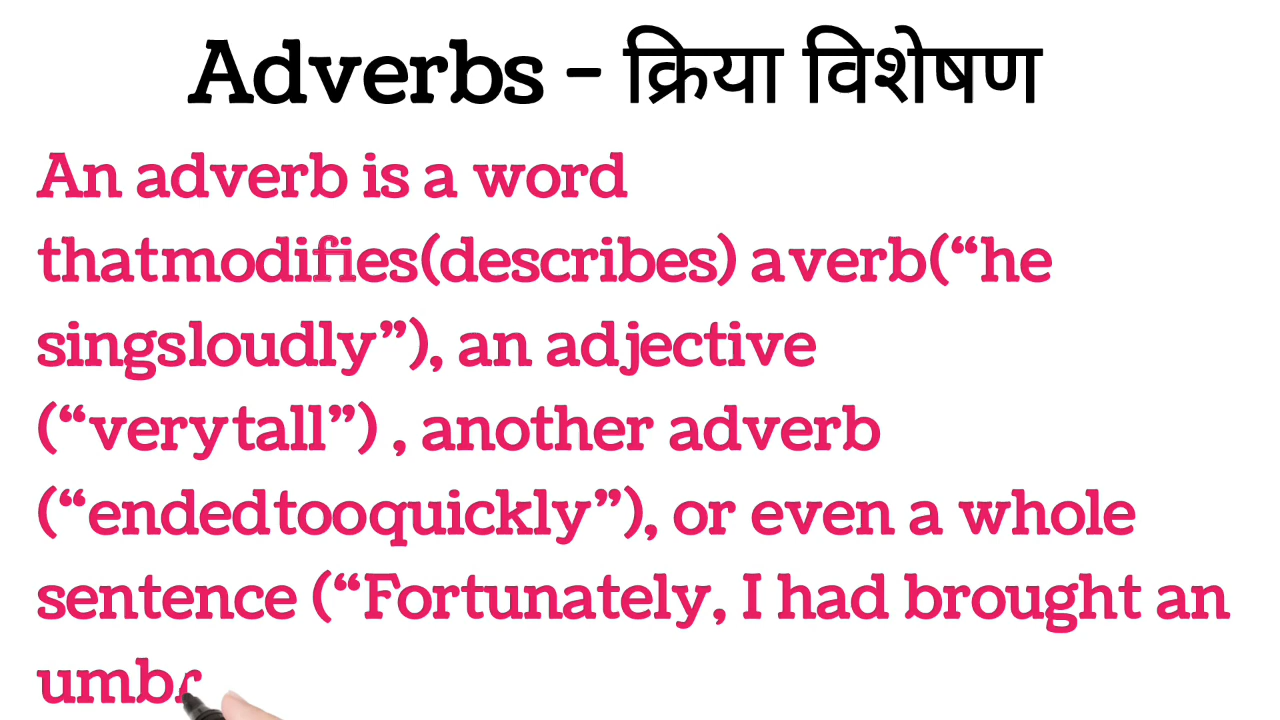 Adverbs - क्रिया विशेषण
An adverb is a word
thatmodifies(describes) averb(“he
singsloudly”), an adjective
(“verytall”) , another adverb
(“endedtooquickly”), or even a whole
sentence (“Fortunately, I had brought an
umbr